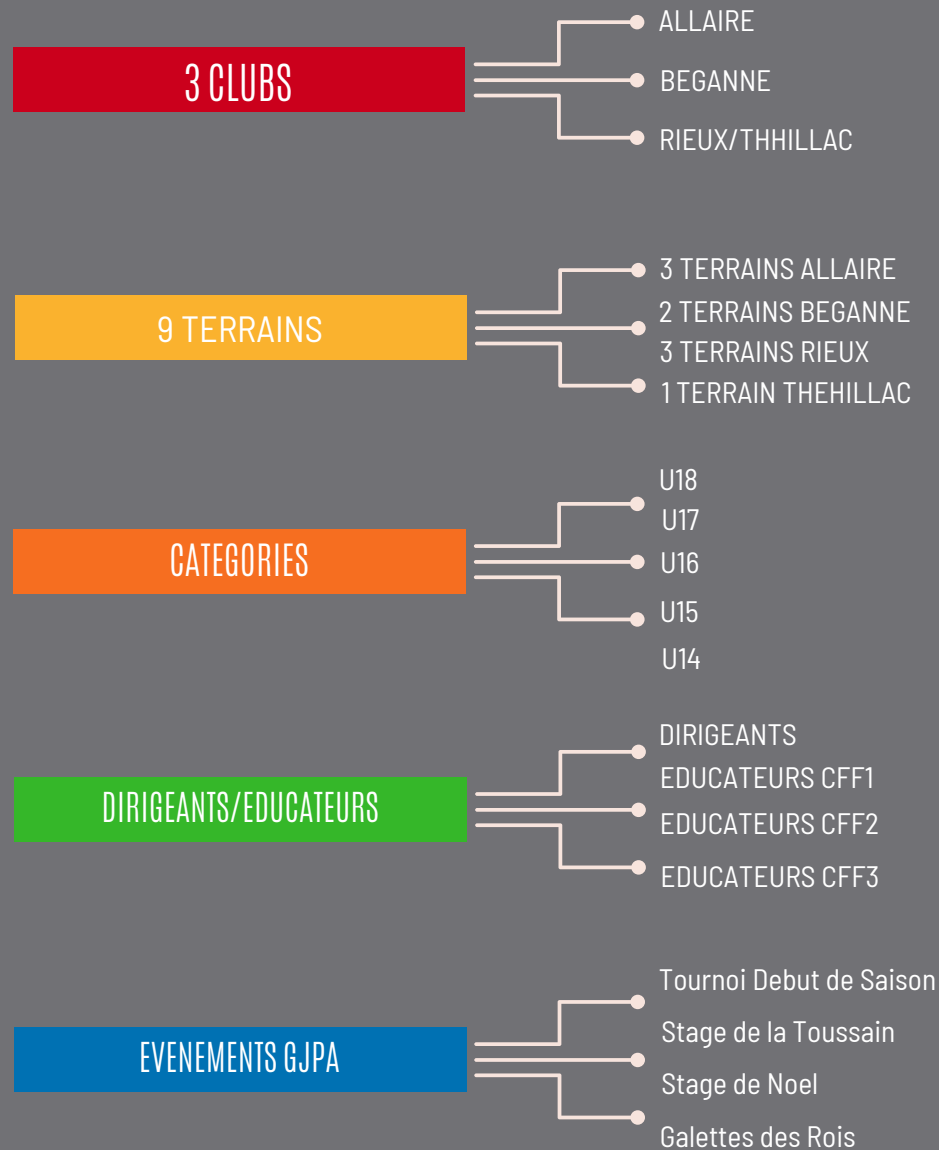 3 CLUBS
ALLAIRE
BEGANNE
RIEUX/THHILLAC
9 TERRAINS
3 TERRAINS ALLAIRE
2 TERRAINS BEGANNE
3 TERRAINS RIEUX
1 TERRAIN THEHILLAC
CATEGORIES
U18
U17
U16
U15
U14
DIRIGEANTS/EDUCATEURS
DIRIGEANTS
EDUCATEURS CFF1
EDUCATEURS CFF2
EDUCATEURS CFF3
EVENEMENTS GJPA
Tournoi Debut de Saison
Stage de la Toussain
Stage de Noel
Galettes des Rois